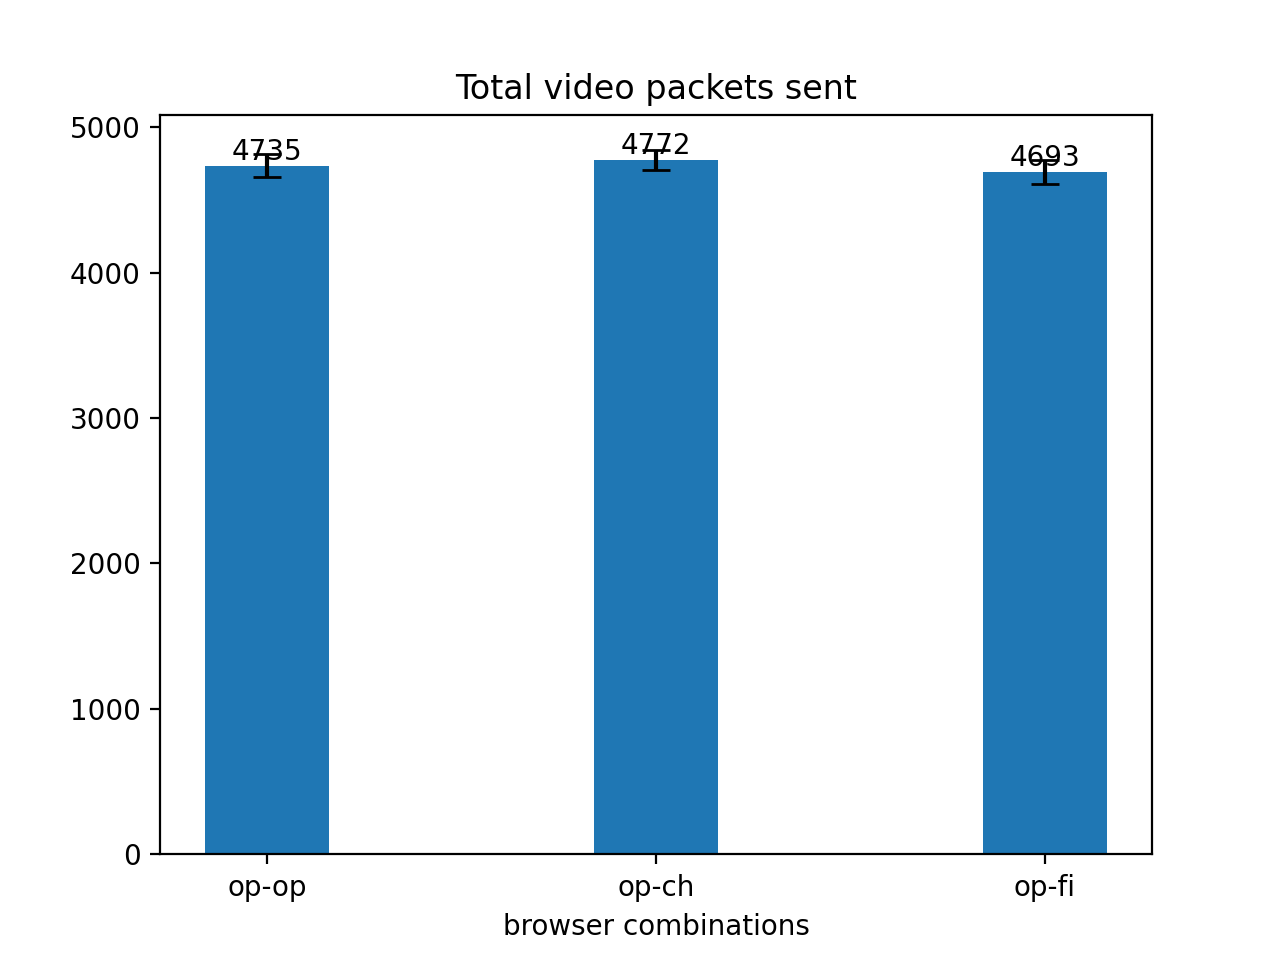 Total video packets sent
5000
4000
3000
2000
1000
0
4735
4772
4693
op-op
op-ch
op-fi
browser combinations